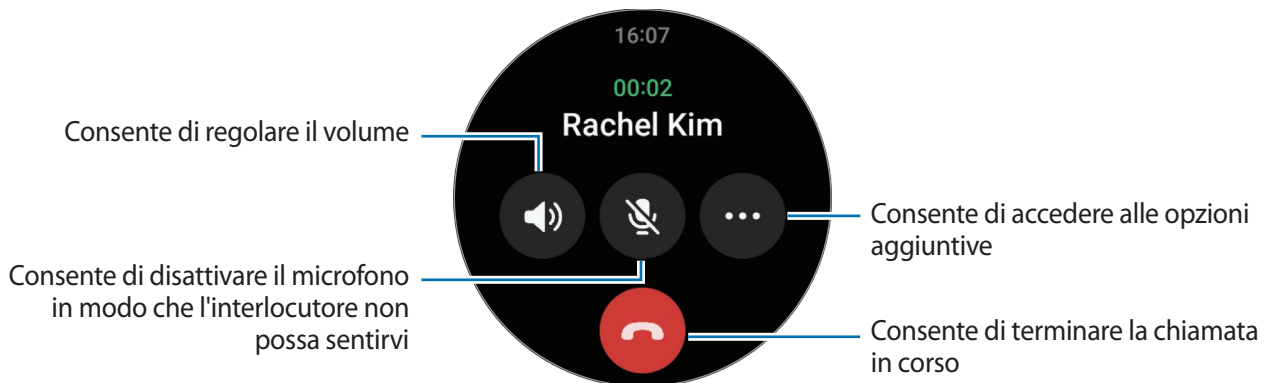 16:07
00:02
Rachel Kim
Consente di regolare il volume
Consente di accedere alle opzioni
aggiuntive
Consente di disattivare il microfono
in modo che l'interlocutore non
possa sentirvi
Consente di terminare la chiamata
in corso